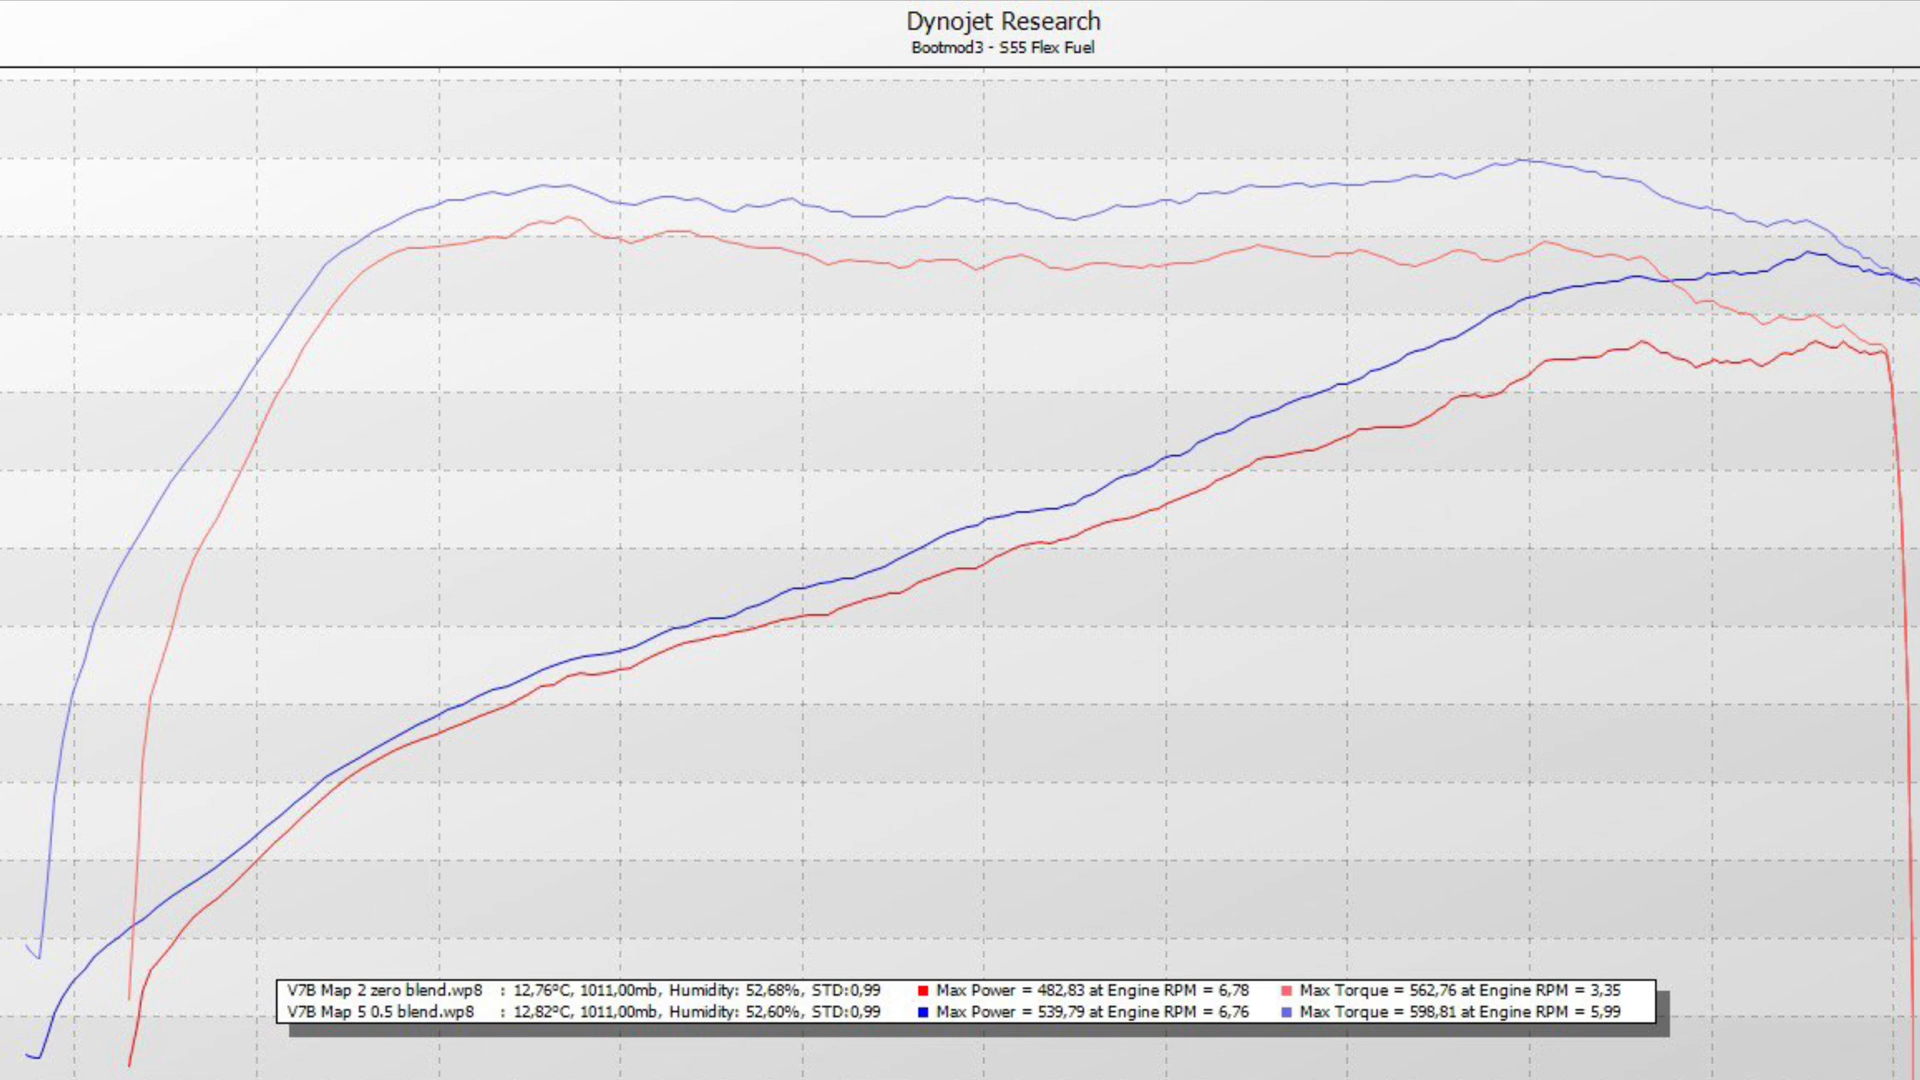 Dynojet Research
Bootmod3 - S55 Flex Fuel
V7B Map 2 zero blend.wp8 : 12,76°C, 1011,00mb, Humidity: 52,68%, STD:0,99 Max Power = 482,83 at Engine RPM = 6,78 Max Torque = 562,76 at Engine RPM = 3,35
V7B Map 5 0.5 blend.wp8 : 12,82°C, 1011,00mb, Humidity: 52,60%, STD:0,99 Max Power = 539,79 at Engine RPM = 6,76 Max Torque = 598,81 at Engine RPM = 5,99